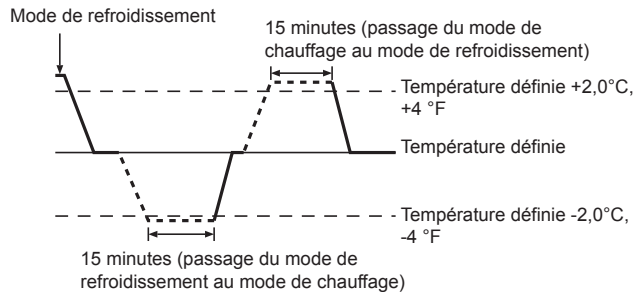 Mode de refroidissement
15 minutes (passage du mode de
chauffage au mode de refroidissement)
Température définie +2,0°C,
+4 °F
Température définie
Température définie -2,0°C,
-4 °F
15 minutes (passage du mode de
refroidissement au mode de chauffage)